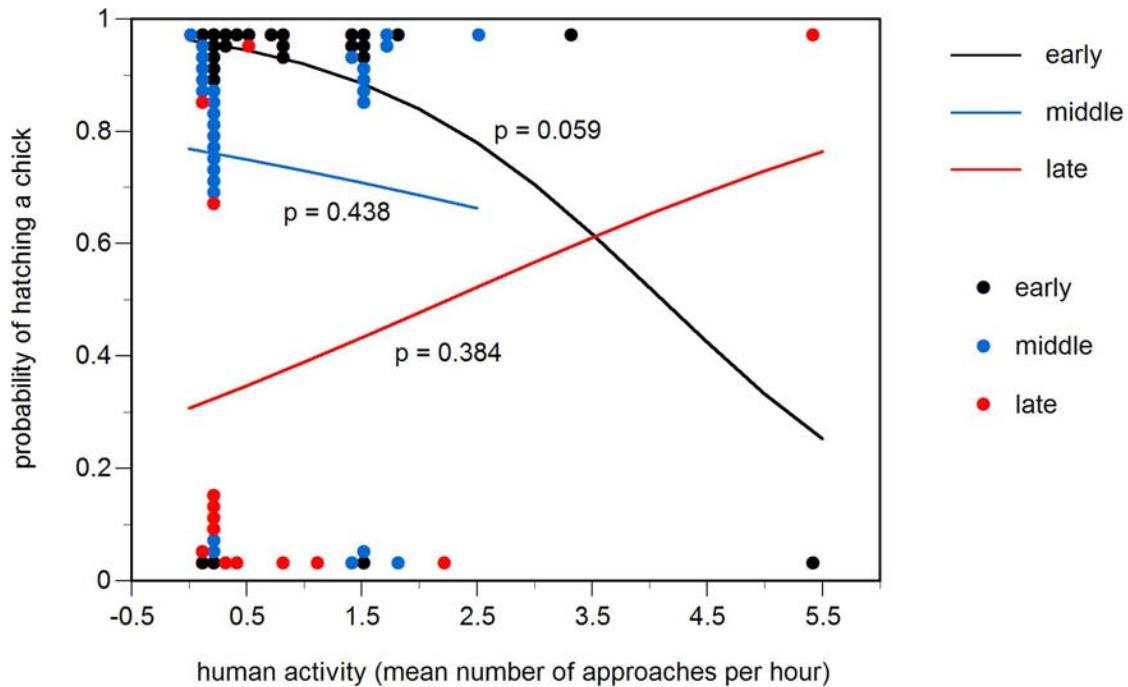 1
0.8
0.6
0.4
0.2
0
probability of hatching a chick
p = 0.059
p = 0.438
p = 0.384
-0.5 0.5 1.5 2.5 3.5 4.5 5.5
human activity (mean number of approaches per hour)
early
middle
late
early
middle
late